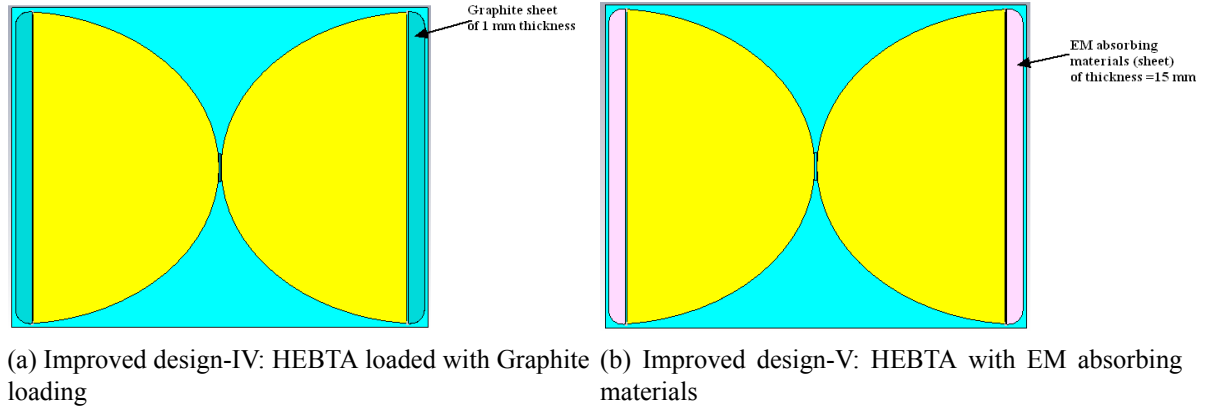 Graphite sheet
of 1 mm thickness
EM absorbing
materials (sheet)
of thickness =15 mm
(a) Improved design-IV: HEBTA loaded with Graphite
loading
(b) Improved design-V: HEBTA with EM absorbing
materials